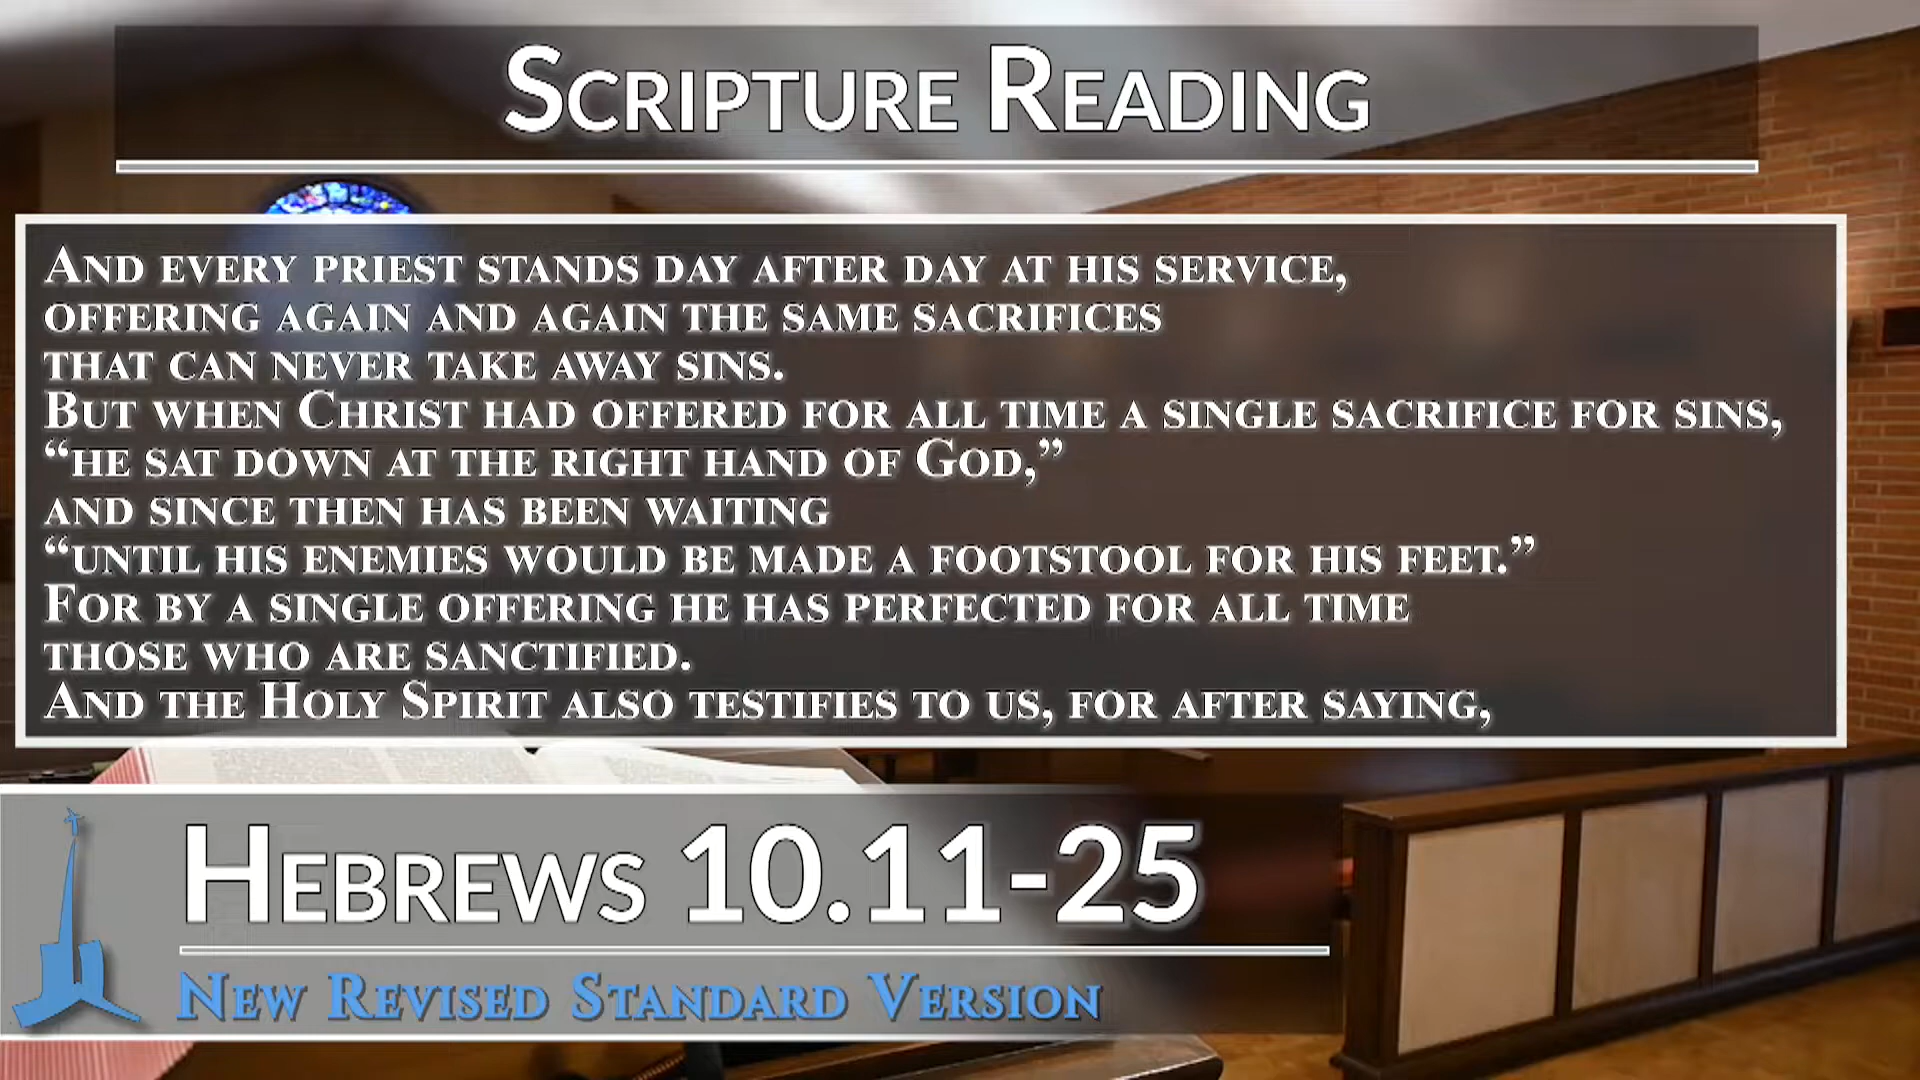 Scripture Reading
And every priest stands day after day at his service,
offering again and again the same sacrifices
that can never take away sins.
But when Christ had offered for all time a single sacrifice for sins,
“he sat down at the right hand of God,”
and since then has been waiting
“until his enemies would be made a footstool for his feet.”
For by a single offering he has perfected for all time
those who are sanctified.
And the Holy Spirit also testifies to us, for after saying,
Hebrews 10.11-25
New Revised Standard Version